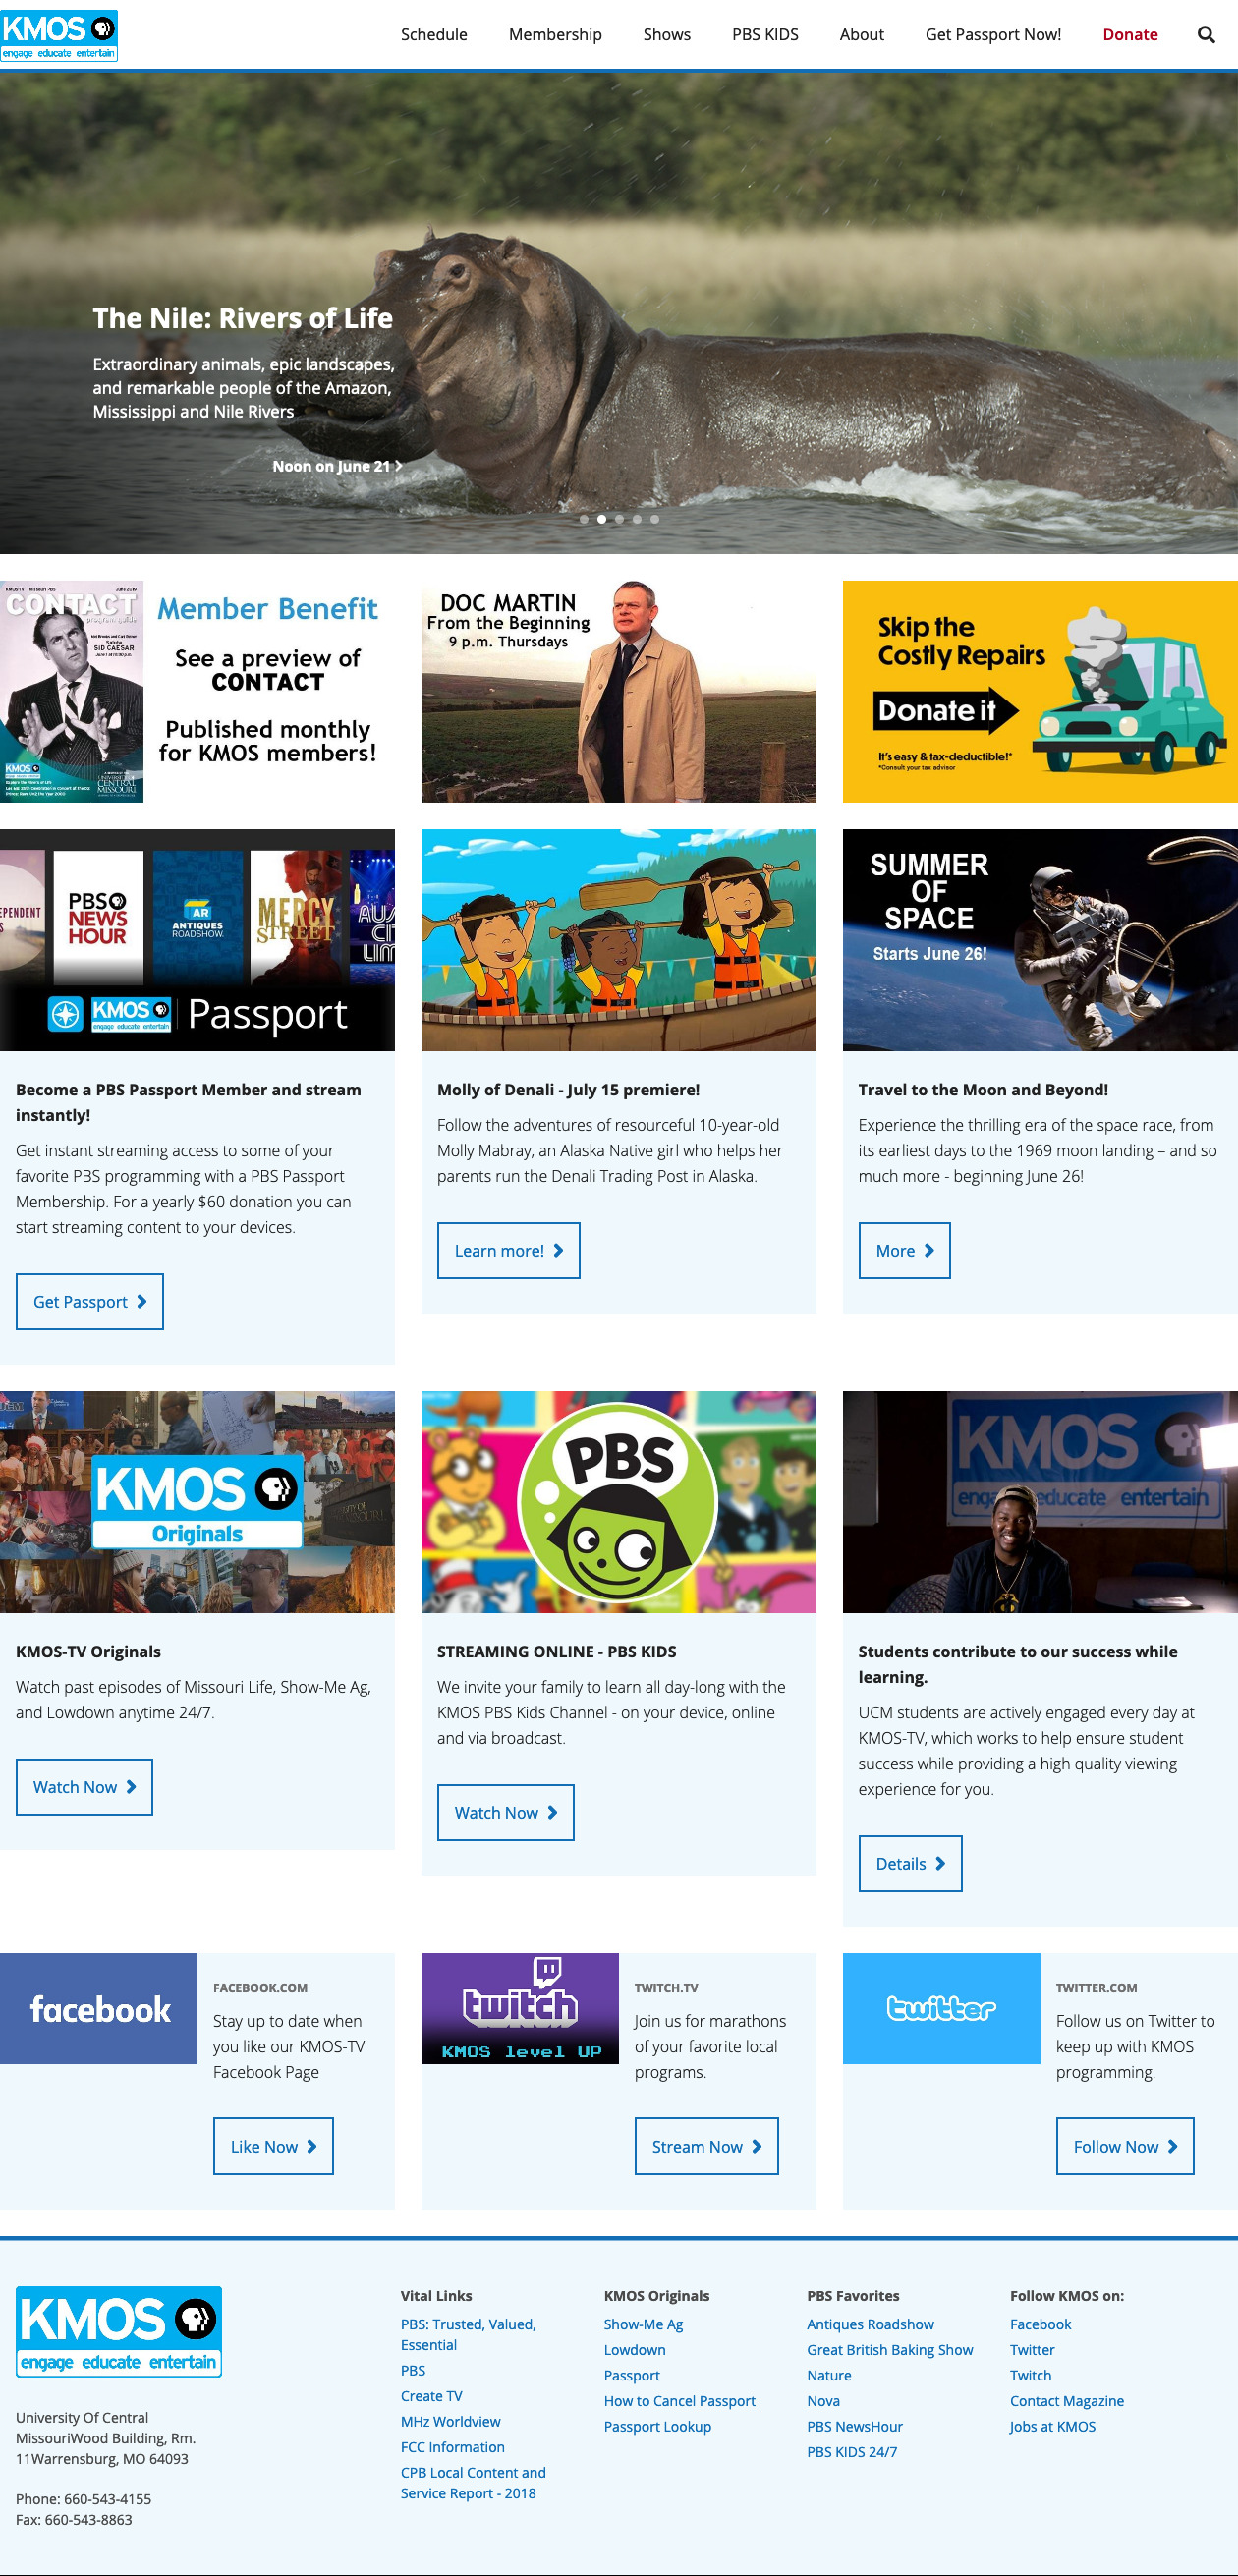 KMOS
engage educate entertain
Schedule
Membership
Shows
PBS KIDS
About
Get Passport Now!
Donate
The Nile: Rivers of Life
Extraordinary animals, epic landscapes,
and remarkable people of the Amazon,
Mississippi and Nile Rivers
Noon on June 21
CONTACT
program guide
SID CAESAR
KMOS
Member Benefit
See a preview of
CONTACT
Published monthly
for KMOS members!
DOC MARTIN
From the Beginning
9 p.m. Thursdays
Skip the
Costly Repairs
Donate it
It's easy & tax-deductible!*
*Consult your tax advisor
PBS
NEWS
HOUR
AR
ANTIQUES
ROADSHOW.
MERCY
STREET
KMOS
engage educate entertain
Passport
SUMMER
OF
SPACE
Starts June 26!
Become a PBS Passport Member and stream
instantly!
Get instant streaming access to some of your
favorite PBS programming with a PBS Passport
Membership. For a yearly $60 donation you can
start streaming content to your devices.
Get Passport
Molly of Denali - July 15 premiere!
Follow the adventures of resourceful 10-year-old
Molly Mabray, an Alaska Native girl who helps her
parents run the Denali Trading Post in Alaska.
Learn more!
Travel to the Moon and Beyond!
Experience the thrilling era of the space race, from
its earliest days to the 1969 moon landing – and so
much more - beginning June 26!
More
KMOS
Originals
PBS
KMOS
engage educate entertain
KMOS-TV Originals
Watch past episodes of Missouri Life, Show-Me Ag,
and Lowdown anytime 24/7.
Watch Now
STREAMING ONLINE - PBS KIDS
We invite your family to learn all day-long with the
KMOS PBS Kids Channel - on your device, online
and via broadcast.
Watch Now
Students contribute to our success while
learning.
UCM students are actively engaged every day at
KMOS-TV, which works to help ensure student
success while providing a high quality viewing
experience for you.
Details
facebook
FACEBOOK.COM
Stay up to date when
you like our KMOS-TV
Facebook Page
Like Now
twitch
KMOS level UP
TWITCH.TV
Join us for marathons
of your favorite local
programs.
Stream Now
twitter
TWITTER.COM
Follow us on Twitter to
keep up with KMOS
programming.
Follow Now
KMOS
engage educate entertain
University Of Central
MissouriWood Building, Rm.
11Warrensburg, MO 64093
Phone: 660-543-4155
Fax: 660-543-8863
Vital Links
PBS: Trusted, Valued,
Essential
PBS
Create TV
MHz Worldview
FCC Information
CPB Local Content and
Service Report - 2018
KMOS Originals
Show-Me Ag
Lowdown
Passport
How to Cancel Passport
Passport Lookup
PBS Favorites
Antiques Roadshow
Great British Baking Show
Nature
Nova
PBS NewsHour
PBS KIDS 24/7
Follow KMOS on:
Facebook
Twitter
Twitch
Contact Magazine
Jobs at KMOS